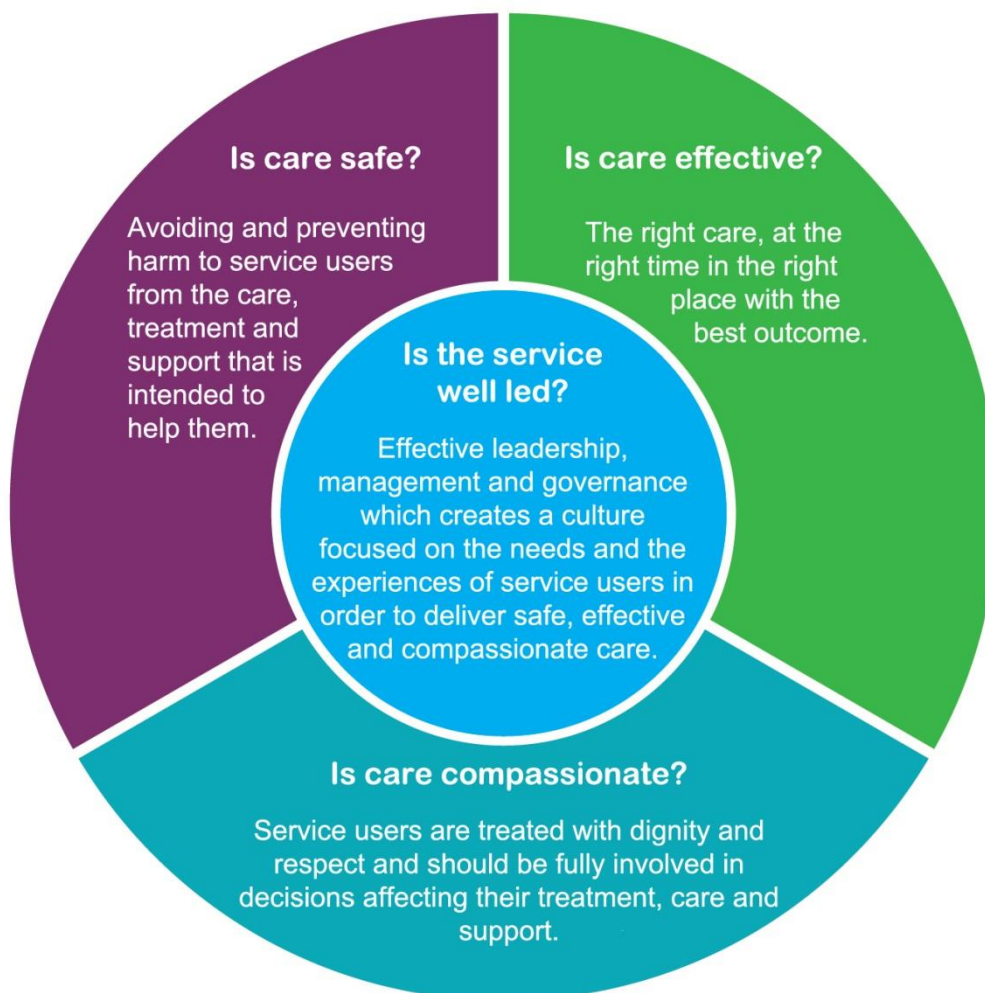 Is care safe?
Avoiding and preventing
harm to service users
from the care,
treatment and
support that is
intended to
help them.
Is care effective?
The right care, at the
right time in the right
place with the
best outcome.
Is the service
well led?
Effective leadership,
management and governance
which creates a culture
focused on the needs and the
experiences of service users in
order to deliver safe, effective
and compassionate care.
Is care compassionate?
Service users are treated with dignity and
respect and should be fully involved in
decisions affecting their treatment, care and
support.